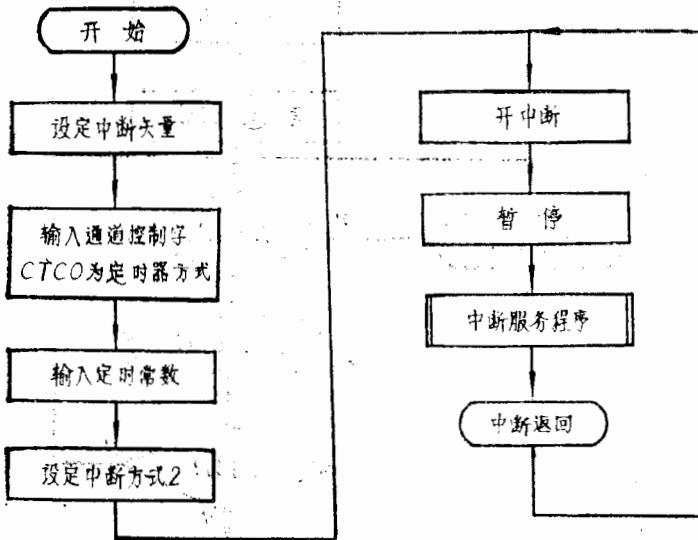 开 始
设定中断矢量
输入通道控制字
CTC0为定时器方式
输入定时常数
设定中断方式2
开中断
暂 停
中断服务程序
中断返回